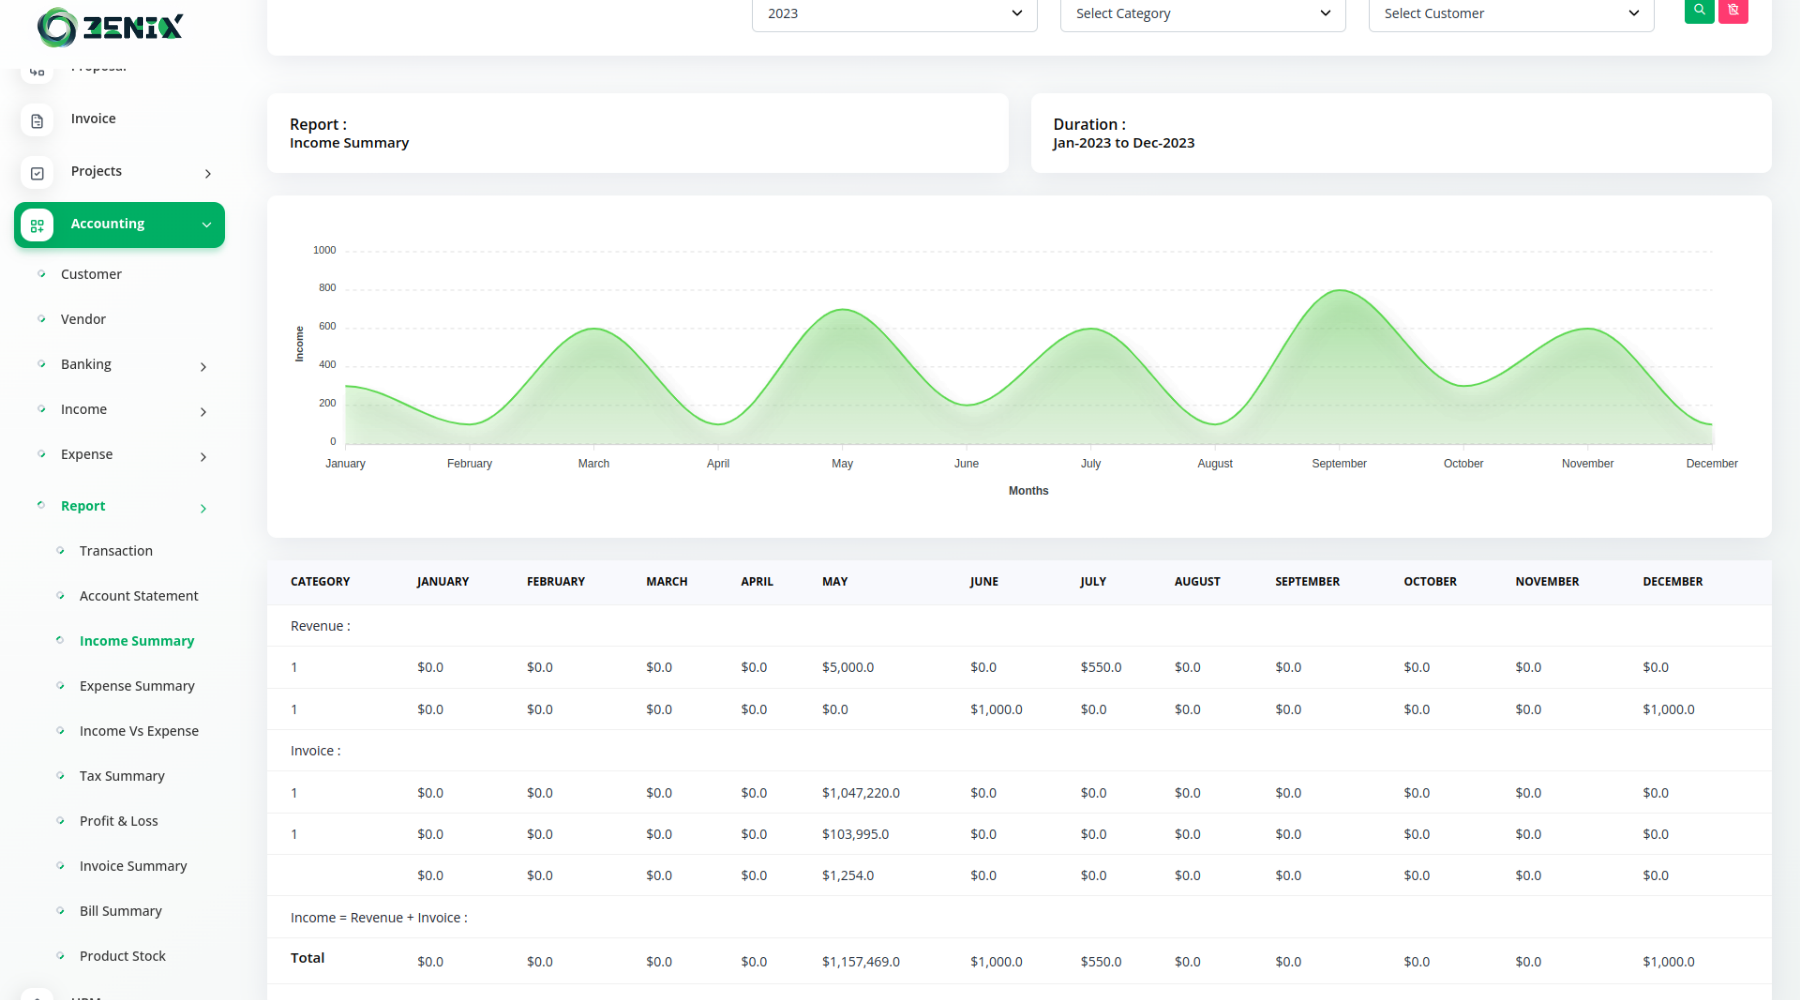 ZENIX
2023
Select Category
Select Customer
Proposal
Invoice
Projects
Accounting
Customer
Vendor
Banking
Income
Expense
Report
Transaction
Account Statement
Income Summary
Expense Summary
Income Vs Expense
Tax Summary
Profit & Loss
Invoice Summary
Bill Summary
Product Stock
HRM
Report :
Income Summary
Duration :
Jan-2023 to Dec-2023
1000
800
600
400
200
0
Income
January February March April May June July August September October November December
Months
CATEGORY JANUARY FEBRUARY MARCH APRIL MAY JUNE JULY AUGUST SEPTEMBER OCTOBER NOVEMBER DECEMBER
Revenue :
1 $0.0 $0.0 $0.0 $0.0 $5,000.0 $0.0 $550.0 $0.0 $0.0 $0.0 $0.0 $0.0
1 $0.0 $0.0 $0.0 $0.0 $0.0 $1,000.0 $0.0 $0.0 $0.0 $0.0 $0.0 $1,000.0
Invoice :
1 $0.0 $0.0 $0.0 $0.0 $1,047,220.0 $0.0 $0.0 $0.0 $0.0 $0.0 $0.0 $0.0
1 $0.0 $0.0 $0.0 $0.0 $103,995.0 $0.0 $0.0 $0.0 $0.0 $0.0 $0.0 $0.0
$0.0 $0.0 $0.0 $0.0 $1,254.0 $0.0 $0.0 $0.0 $0.0 $0.0 $0.0 $0.0
Income = Revenue + Invoice :
Total $0.0 $0.0 $0.0 $0.0 $1,157,469.0 $1,000.0 $550.0 $0.0 $0.0 $0.0 $0.0 $1,000.0